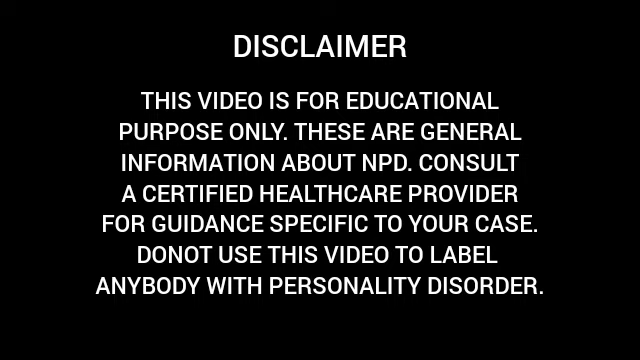 DISCLAIMER
THIS VIDEO IS FOR EDUCATIONAL
PURPOSE ONLY. THESE ARE GENERAL
INFORMATION ABOUT NPD. CONSULT
A CERTIFIED HEALTHCARE PROVIDER
FOR GUIDANCE SPECIFIC TO YOUR CASE.
DONOT USE THIS VIDEO TO LABEL
ANYBODY WITH PERSONALITY DISORDER.